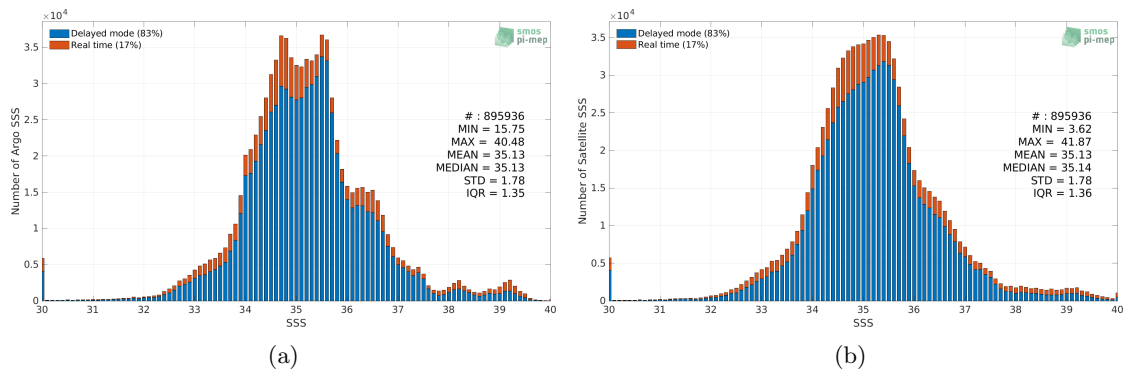 ×10⁴
Delayed mode (83%)
Real time (17%)
smos
pi-mep
# : 895936
MIN = 15.75
MAX = 40.48
MEAN = 35.13
MEDIAN = 35.13
STD = 1.78
IQR = 1.35
Number of Argo SSS
3.5
3
2.5
2
1.5
1
0.5
0
30 31 32 33 34 35 36 37 38 39 40
SSS
(a)
×10⁴
Delayed mode (83%)
Real time (17%)
smos
pi-mep
# : 895936
MIN = 3.62
MAX = 41.87
MEAN = 35.13
MEDIAN = 35.14
STD = 1.78
IQR = 1.36
Number of Satellite SSS
3.5
3
2.5
2
1.5
1
0.5
0
30 31 32 33 34 35 36 37 38 39 40
SSS
(b)